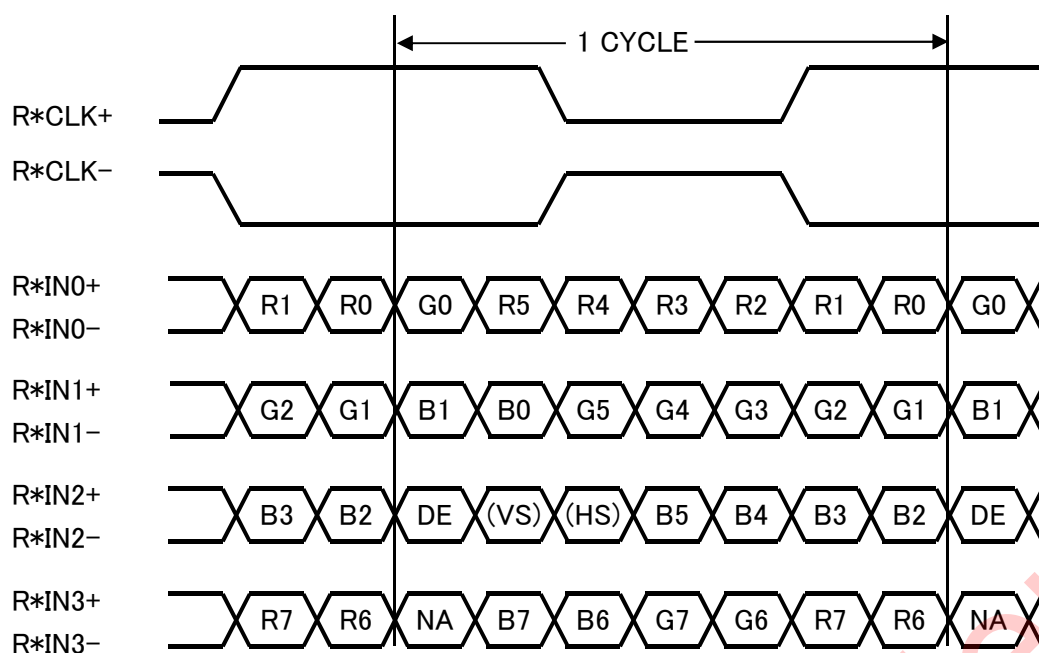 1 CYCLE
R*CLK+
R*CLK-
R*IN0+
R1 R0 G0 R5 R4 R3 R2 R1 R0 G0
R*IN0-
R*IN1+
G2 G1 B1 B0 G5 G4 G3 G2 G1 B1
R*IN1-
R*IN2+
B3 B2 DE (VS) (HS) B5 B4 B3 B2 DE
R*IN2-
R*IN3+
R7 R6 NA B7 B6 G7 G6 R7 R6 NA
R*IN3-